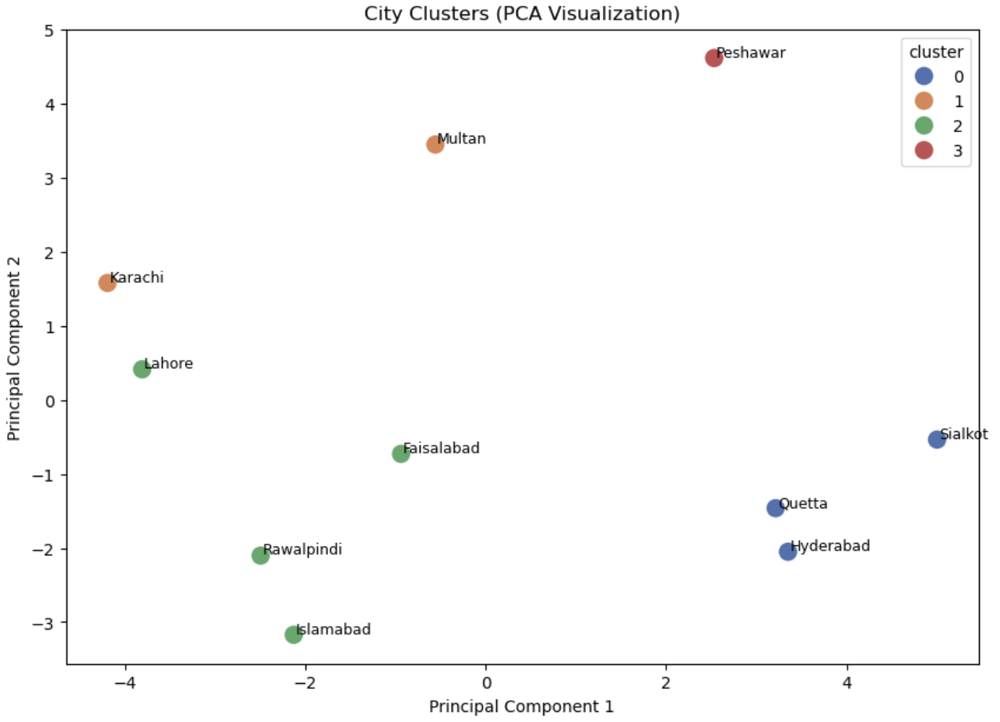 City Clusters (PCA Visualization)
5
4
3
2
1
0
−1
−2
−3
Principal Component 2
Peshawar
Multan
Karachi
Lahore
Faisalabad
Sialkot
Quetta
Hyderabad
Rawalpindi
Islamabad
cluster
0
1
2
3
−4
−2
0
2
4
Principal Component 1